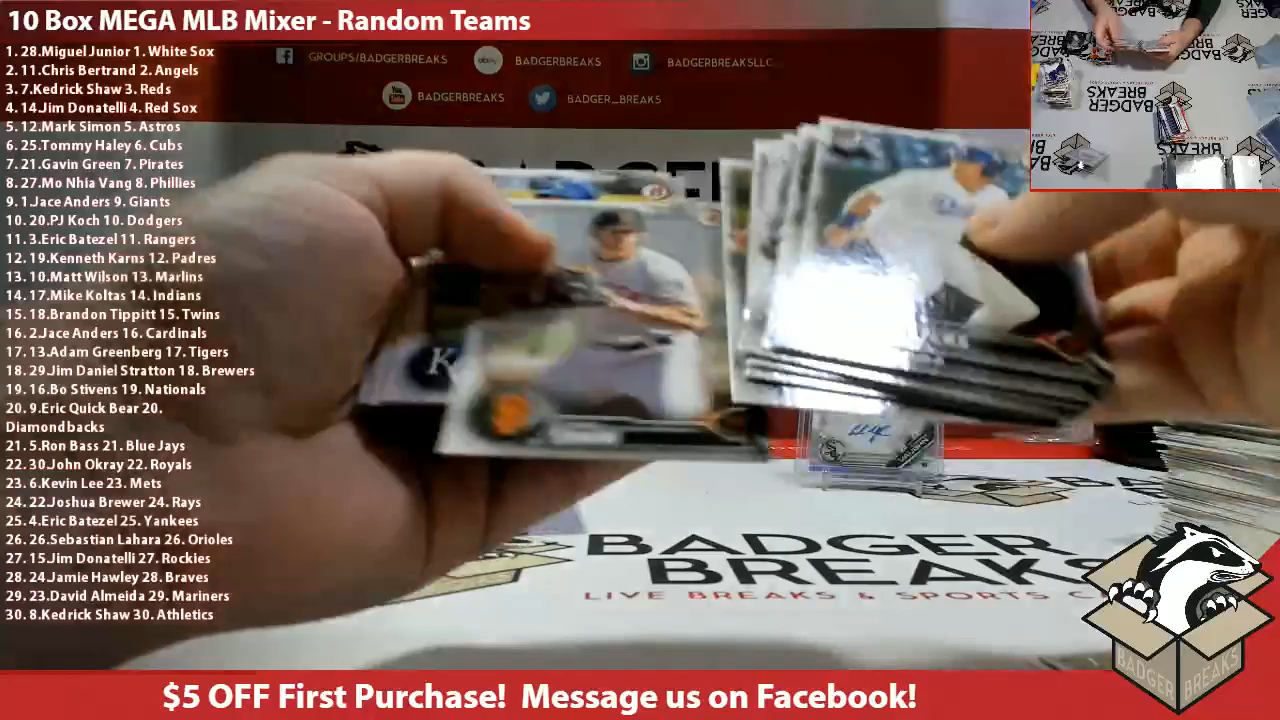 10 Box MEGA MLB Mixer - Random Teams
GROUPS/BADGERBREAKS
ebay
BADGERBREAKS
BADGERBREAKSLLC
You Tube
BADGERBREAKS
BADGER_BREAKS
1. 28.Miguel Junior 1. White Sox
2. 11.Chris Bertrand 2. Angels
3. 7.Kedrick Shaw 3. Reds
4. 14.Jim Donatelli 4. Red Sox
5. 12.Mark Simon 5. Astros
6. 25.Tommy Haley 6. Cubs
7. 21.Gavin Green 7. Pirates
8. 27.Mo Nhia Vang 8. Phillies
9. 1.Jace Anders 9. Giants
10. 20.PJ Koch 10. Dodgers
11. 3.Eric Batezel 11. Rangers
12. 19.Kenneth Karns 12. Padres
13. 10.Matt Wilson 13. Marlins
14. 17.Mike Koltas 14. Indians
15. 18.Brandon Tippitt 15. Twins
16. 2.Jace Anders 16. Cardinals
17. 13.Adam Greenberg 17. Tigers
18. 29.Jim Daniel Stratton 18. Brewers
19. 16.Bo Stivens 19. Nationals
20. 9.Eric Quick Bear 20.
Diamondbacks
21. 5.Ron Bass 21. Blue Jays
22. 30.John Okray 22. Royals
23. 6.Kevin Lee 23. Mets
24. 22.Joshua Brewer 24. Rays
25. 4.Eric Batezel 25. Yankees
26. 26.Sebastian Lahara 26. Orioles
27. 15.Jim Donatelli 27. Rockies
28. 24.Jamie Hawley 28. Braves
29. 23.David Almeida 29. Mariners
30. 8.Kedrick Shaw 30. Athletics
BADGER
BREAKS
BADGER
BREAKS
LIVE BREAKS & SPORTS C
BADGER BREAKS
$5 OFF First Purchase! Message us on Facebook!